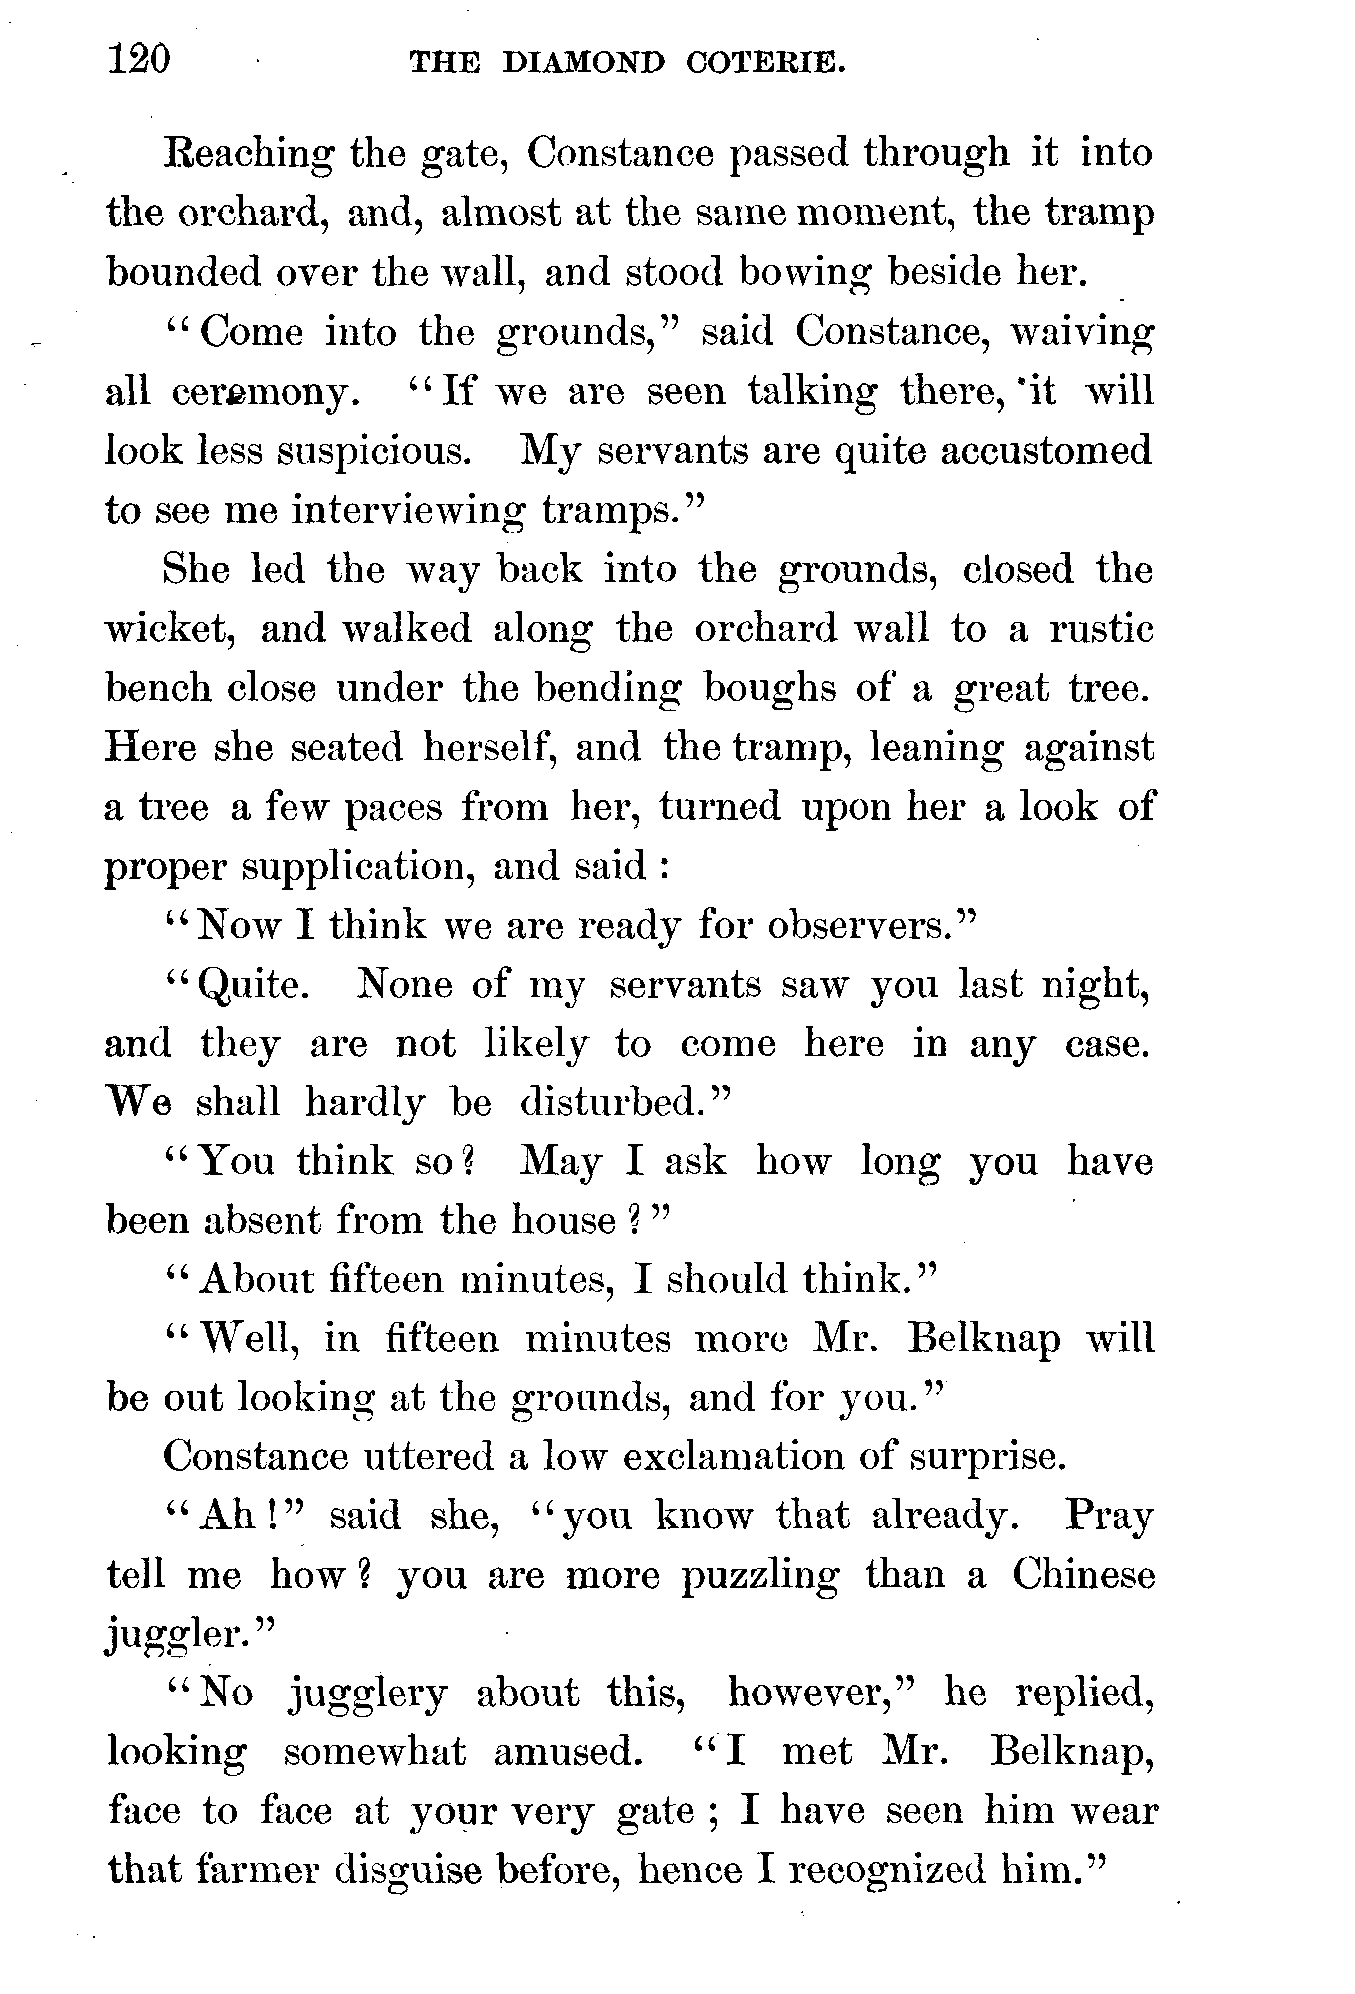 120 THE DIAMOND COTERIE.
Reaching the gate, Constance passed through it into
the orchard, and, almost at the same moment, the tramp
bounded over the wall, and stood bowing beside her.
“Come into the grounds,” said Constance, waiving
all ceremony. “If we are seen talking there, it will
look less suspicious. My servants are quite accustomed
to see me interviewing tramps.”
She led the way back into the grounds, closed the
wicket, and walked along the orchard wall to a rustic
bench close under the bending boughs of a great tree.
Here she seated herself, and the tramp, leaning against
a tree a few paces from her, turned upon her a look of
proper supplication, and said :
“Now I think we are ready for observers.”
“Quite. None of my servants saw you last night,
and they are not likely to come here in any case.
We shall hardly be disturbed.”
“You think so? May I ask how long you have
been absent from the house ?”
“About fifteen minutes, I should think.”
“Well, in fifteen minutes more Mr. Belknap will
be out looking at the grounds, and for you.”
Constance uttered a low exclamation of surprise.
“Ah !” said she, “you know that already. Pray
tell me how ? you are more puzzling than a Chinese
juggler.”
“No jugglery about this, however,” he replied,
looking somewhat amused. “I met Mr. Belknap,
face to face at your very gate ; I have seen him wear
that farmer disguise before, hence I recognized him.”